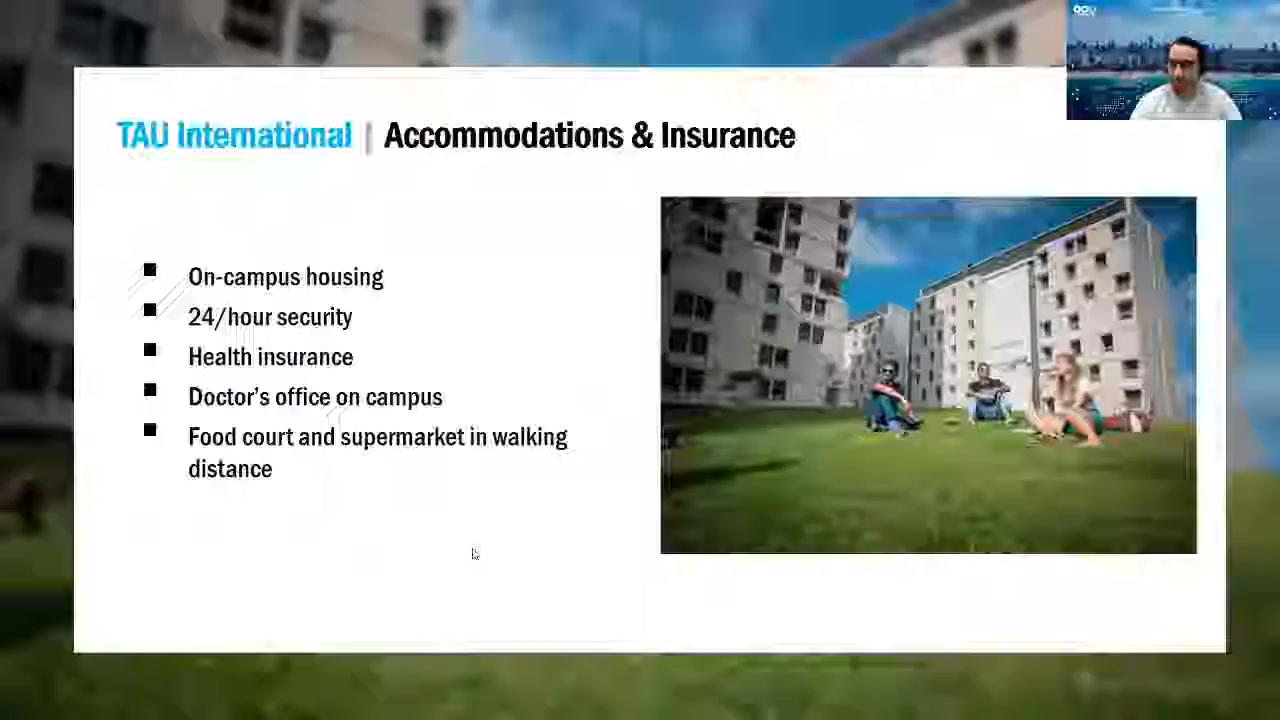 TAU International | Accommodations & Insurance
On-campus housing
24/hour security
Health insurance
Doctor’s office on campus
Food court and supermarket in walking
distance